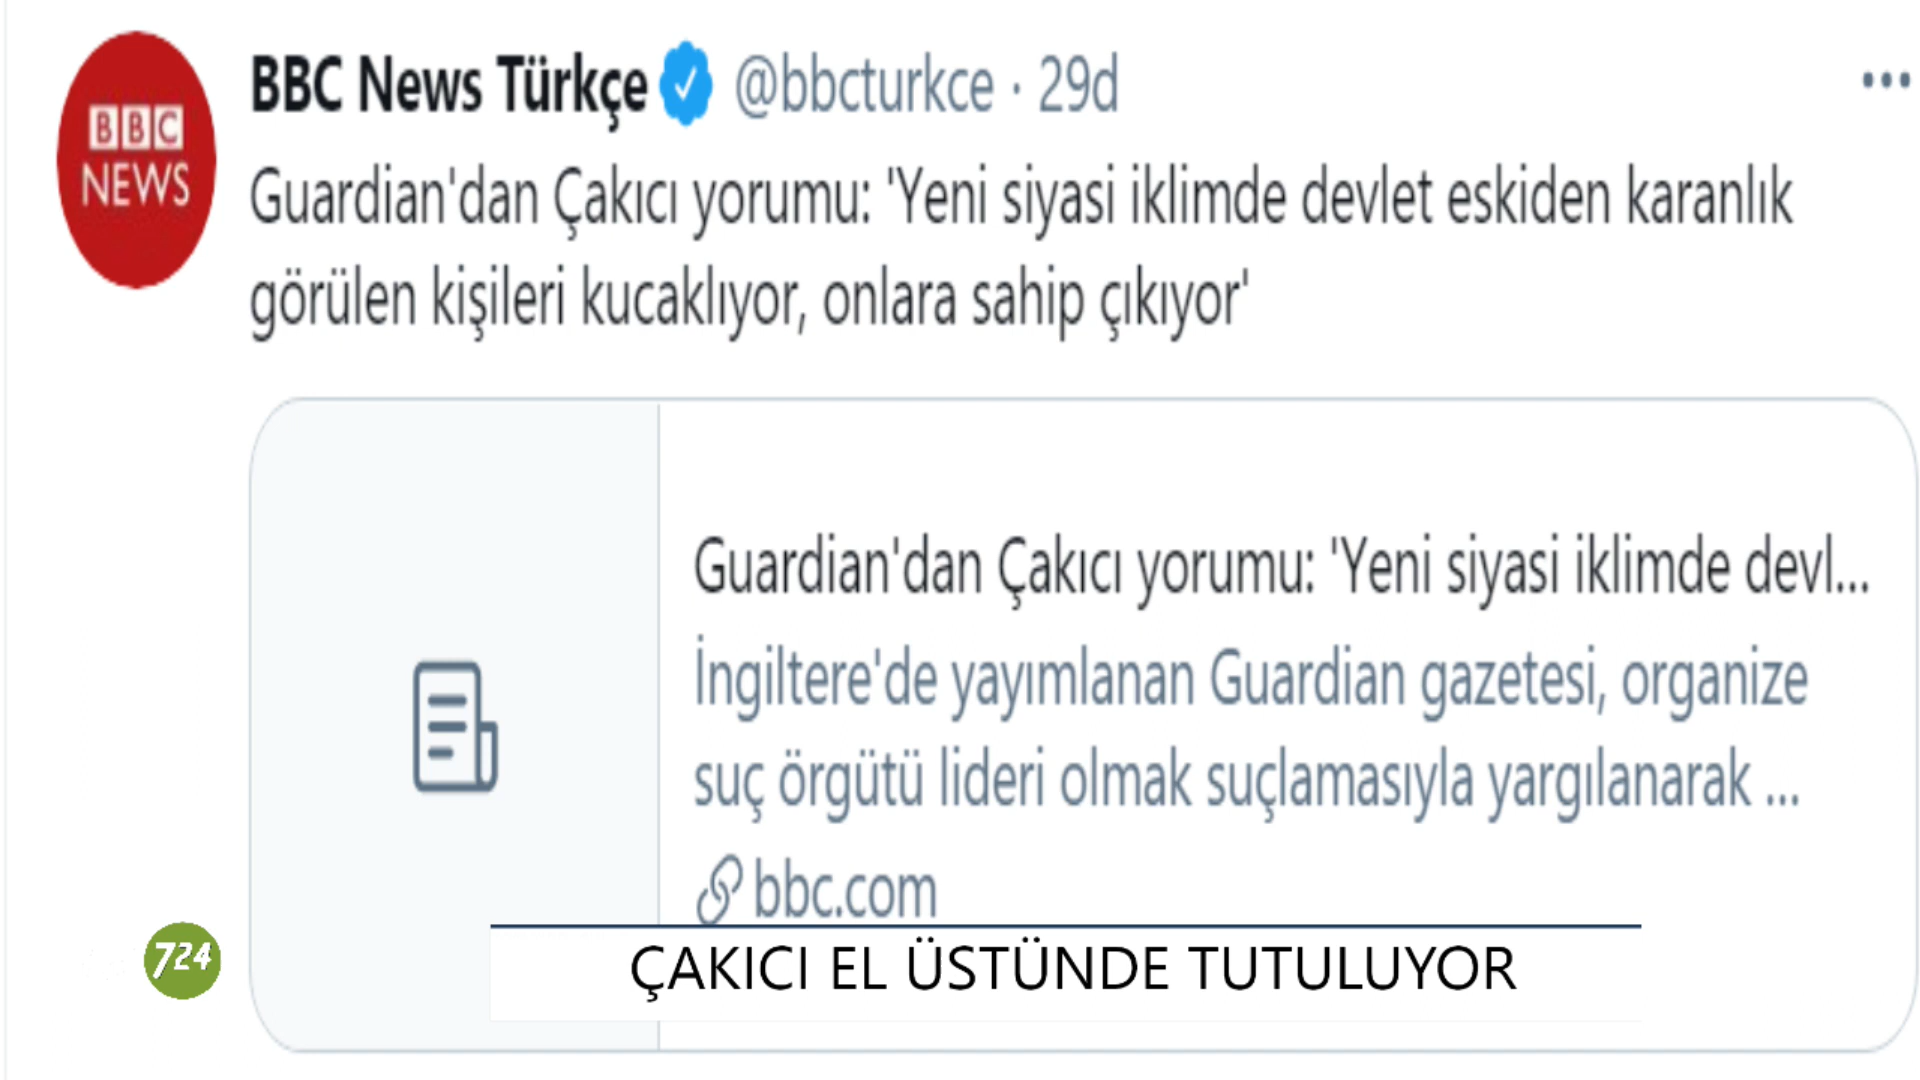 BBC
NEWS
BBC News Türkçe @bbcturkce · 29d
Guardian'dan Çakıcı yorumu: 'Yeni siyasi iklimde devlet eskiden karanlık
görülen kişileri kucaklıyor, onlara sahip çıkıyor'
Guardian'dan Çakıcı yorumu: 'Yeni siyasi iklimde devl...
İngiltere'de yayımlanan Guardian gazetesi, organize
suç örgütü lideri olmak suçlamasıyla yargılanarak ...
bbc.com
724
ÇAKICI EL ÜSTÜNDE TUTULUYOR